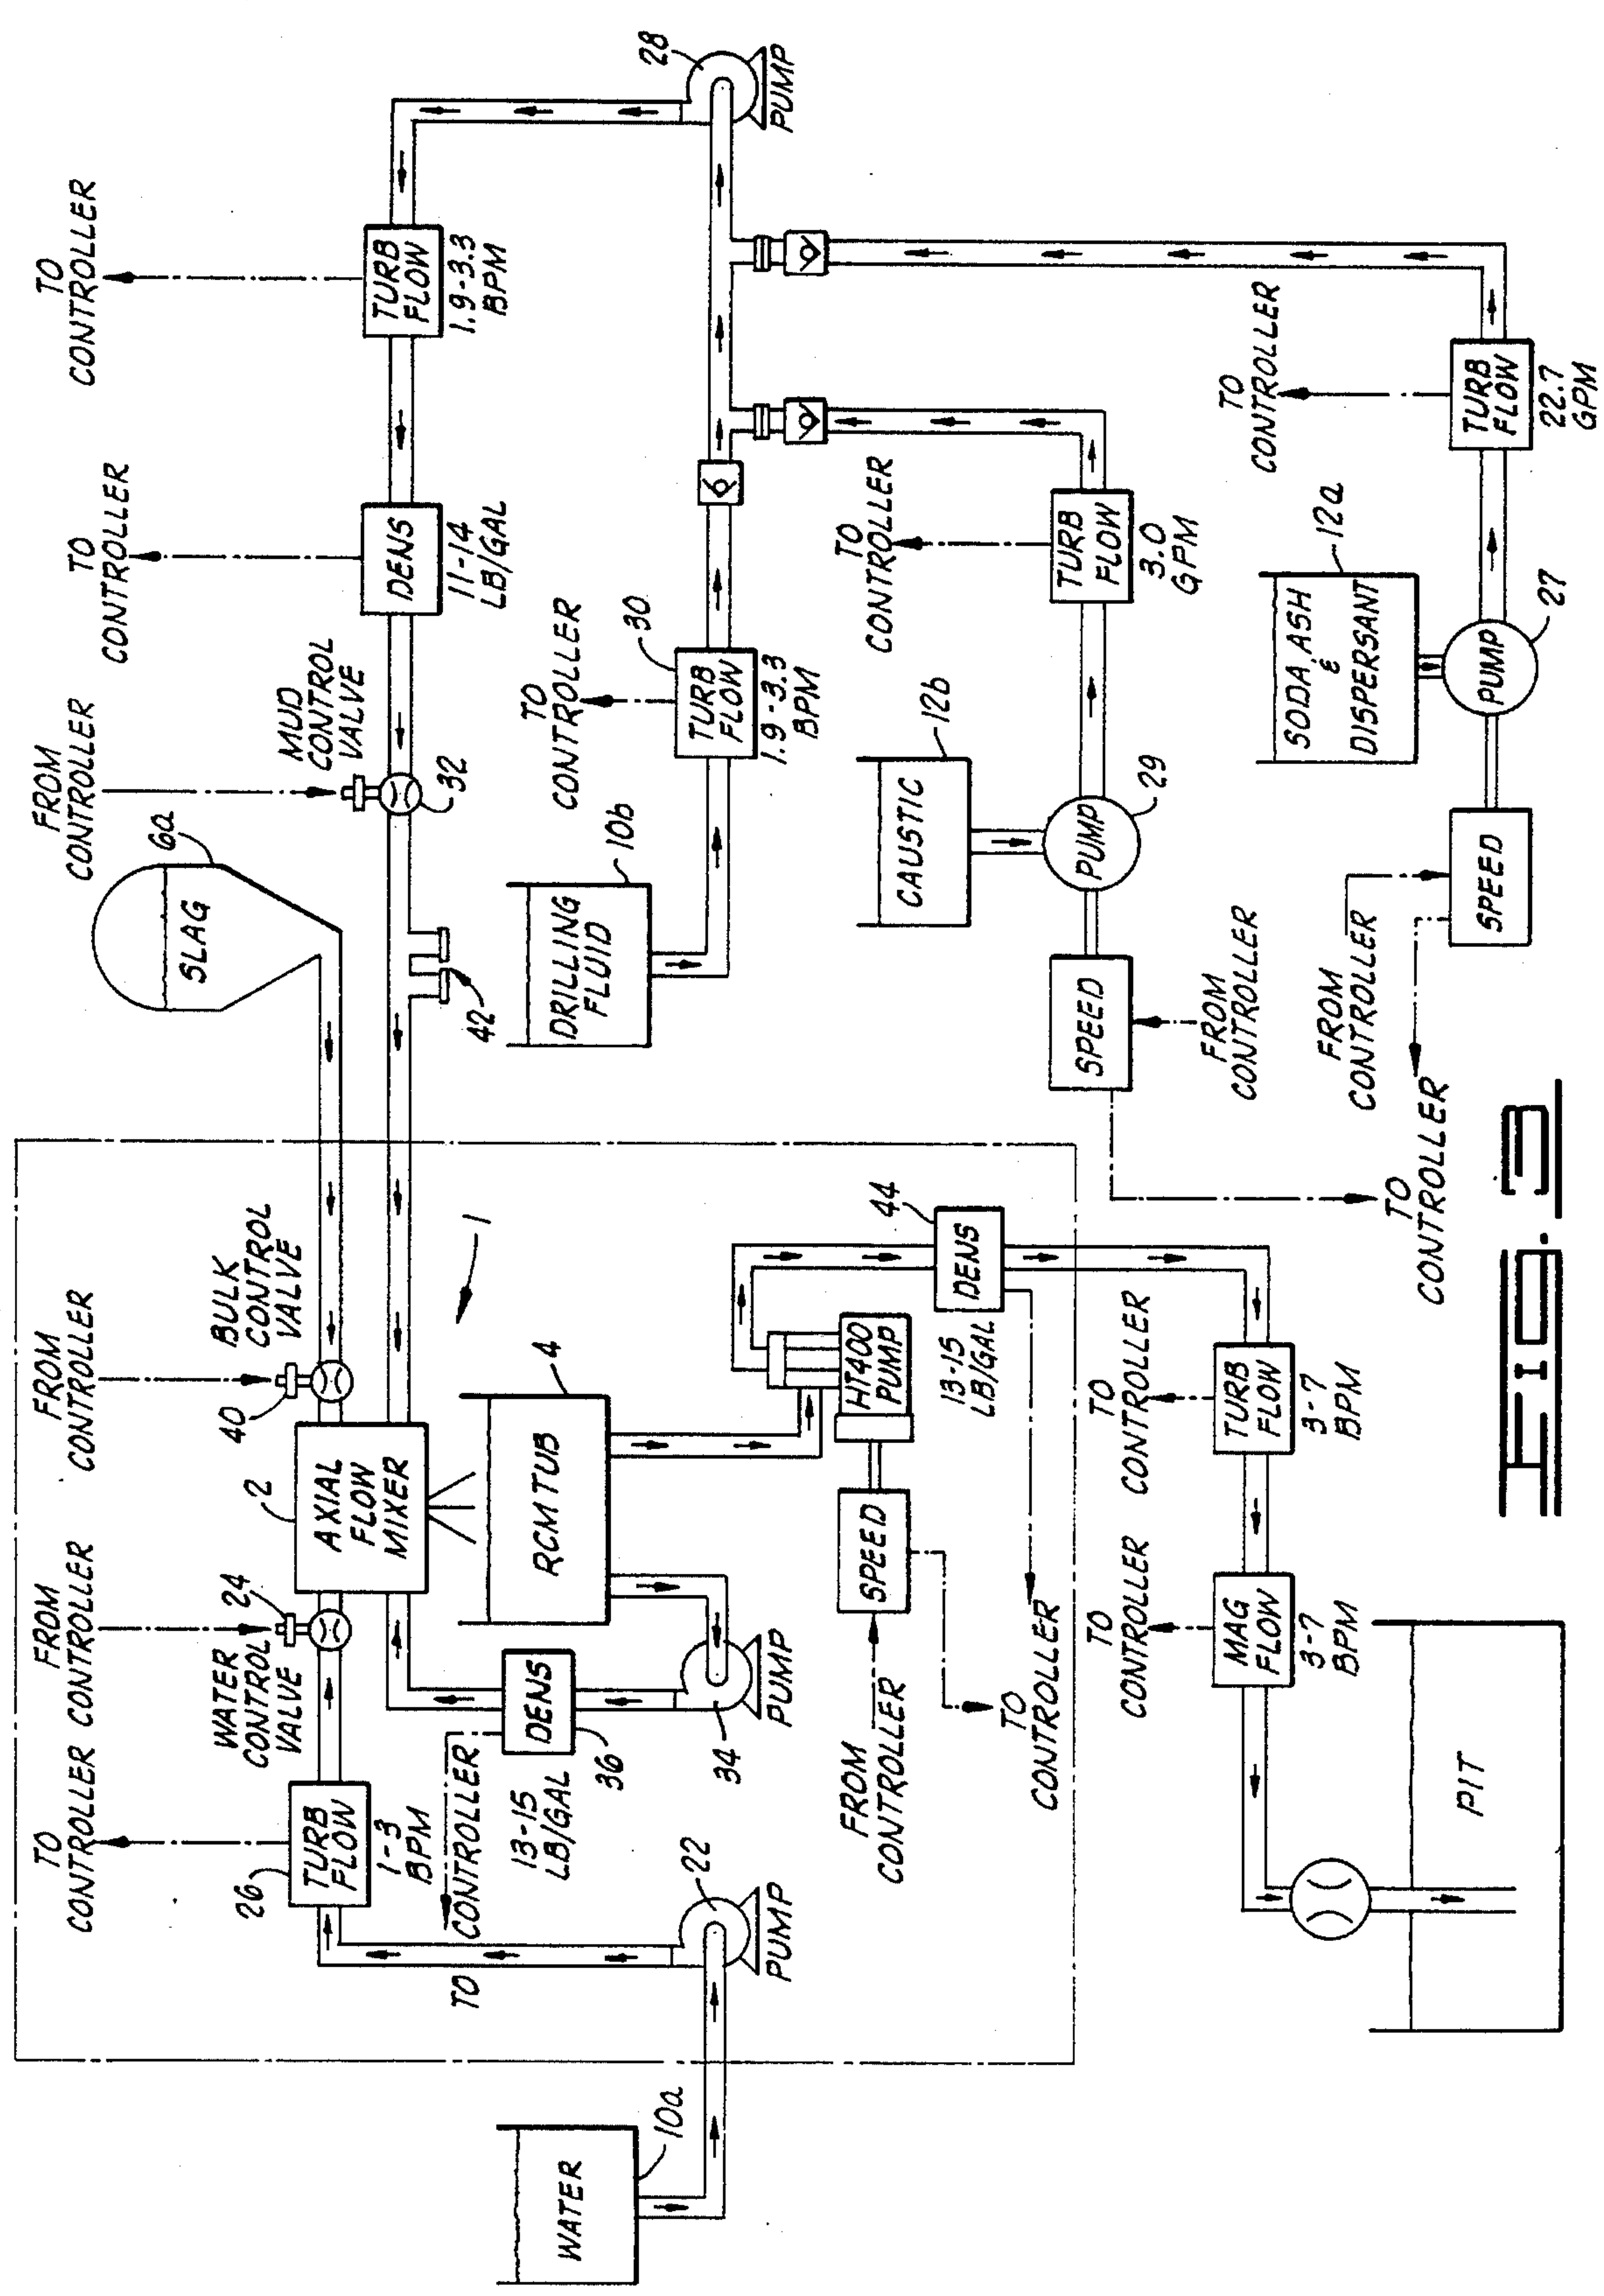 TO
CONTROLLER
FROM
CONTROLLER
FROM
CONTROLLER
FROM
CONTROLLER
TO
CONTROLLER
TO
CONTROLLER
26
TURB
FLOW
1-3
BPM
WATER
CONTROL
VALVE
24
2
AXIAL
FLOW
MIXER
40
BULK
CONTROL
VALVE
SLAG
6a
MUD
CONTROL
VALVE
32
DENS
11-14
LB/GAL
TURB
FLOW
1.9-3.3
BPM
28
PUMP
TO CONTROLLER
13-15
LB/GAL
DENS
36
34
PUMP
22
PUMP
WATER
10a
RCM TUB
4
1
42
DRILLING
FLUID
10b
TO
CONTROLLER
TURB
FLOW
30
1.9-3.3
BPM
HT400
PUMP
SPEED
FROM
CONTROLLER
TO
CONTROLLER
DENS
44
13-15
LB/GAL
TO
CONTROLLER
CAUSTIC
12b
PUMP
29
SPEED
FROM
CONTROLLER
TO
CONTROLLER
TURB
FLOW
3.0
GPM
TO
CONTROLLER
TURB
FLOW
3-7
BPM
TO
CONTROLLER
MAG
FLOW
3-7
BPM
PIT
SODA ASH
&
DISPERSANT
12a
PUMP
27
SPEED
FROM
CONTROLLER
TO
CONTROLLER
TURB
FLOW
22.7
GPM
TO
CONTROLLER
FIG. 3